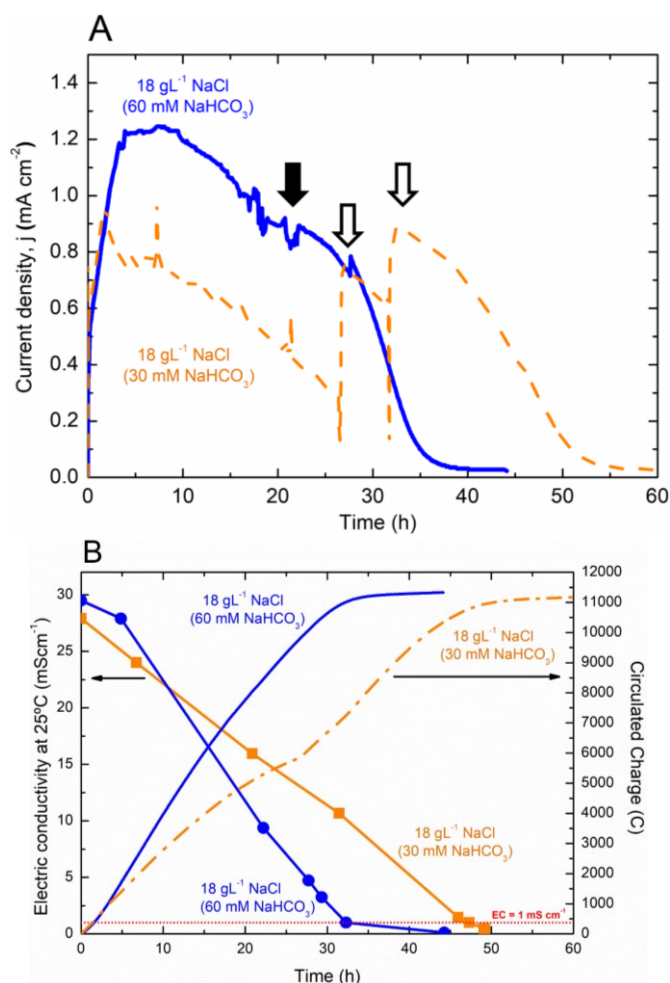 A
18 gL⁻¹ NaCl
(60 mM NaHCO₃)
18 gL⁻¹ NaCl
(30 mM NaHCO₃)
Current density, j (mA cm⁻²)
1.4
1.2
1.0
0.8
0.6
0.4
0.2
0.0
0 10 20 30 40 50 60
Time (h)
B
18 gL⁻¹ NaCl
(60 mM NaHCO₃)
18 gL⁻¹ NaCl
(30 mM NaHCO₃)
18 gL⁻¹ NaCl
(30 mM NaHCO₃)
18 gL⁻¹ NaCl
(60 mM NaHCO₃)
EC = 1 mS cm⁻¹
Electric conductivity at 25ºC (mScm⁻¹)
30
25
20
15
10
5
0
Circulated Charge (C)
12000
11000
10000
9000
8000
7000
6000
5000
4000
3000
2000
1000
0
0 10 20 30 40 50 60
Time (h)